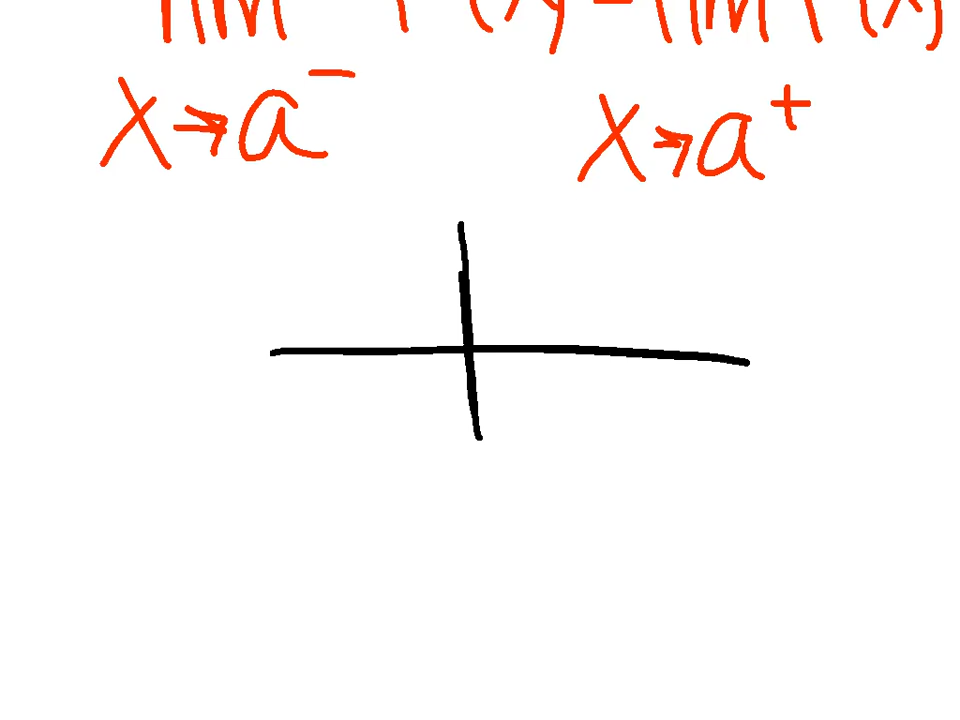 lim f(x) = lim f(x)
x→a⁻ x→a⁺